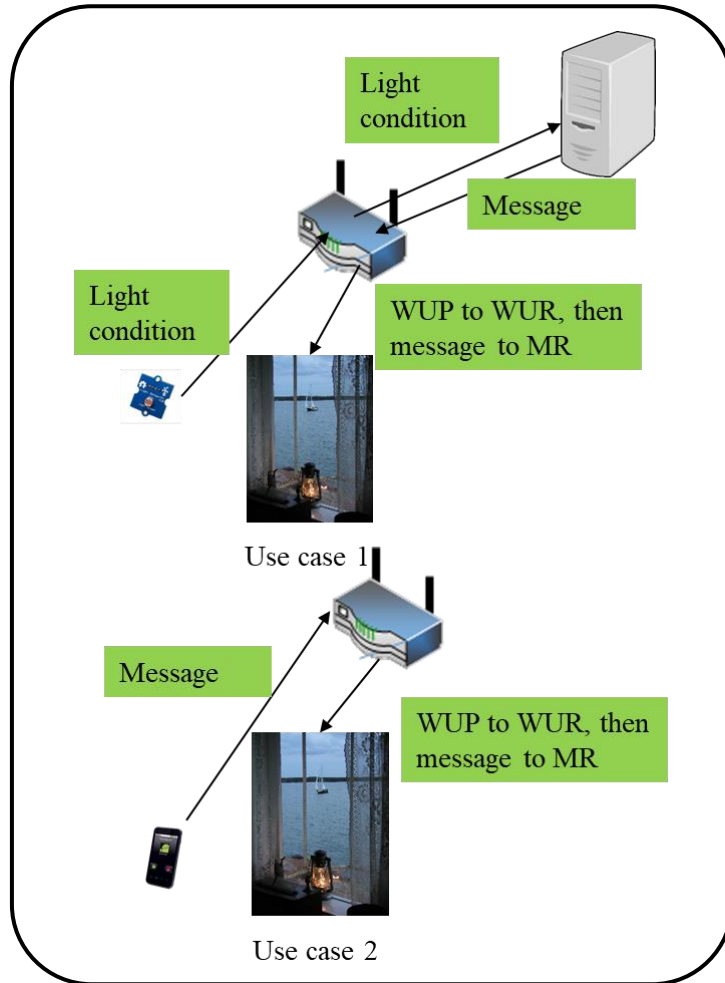 Light
condition
Message
Light
condition
WUP to WUR, then
message to MR
Use case 1
Message
WUP to WUR, then
message to MR
Use case 2